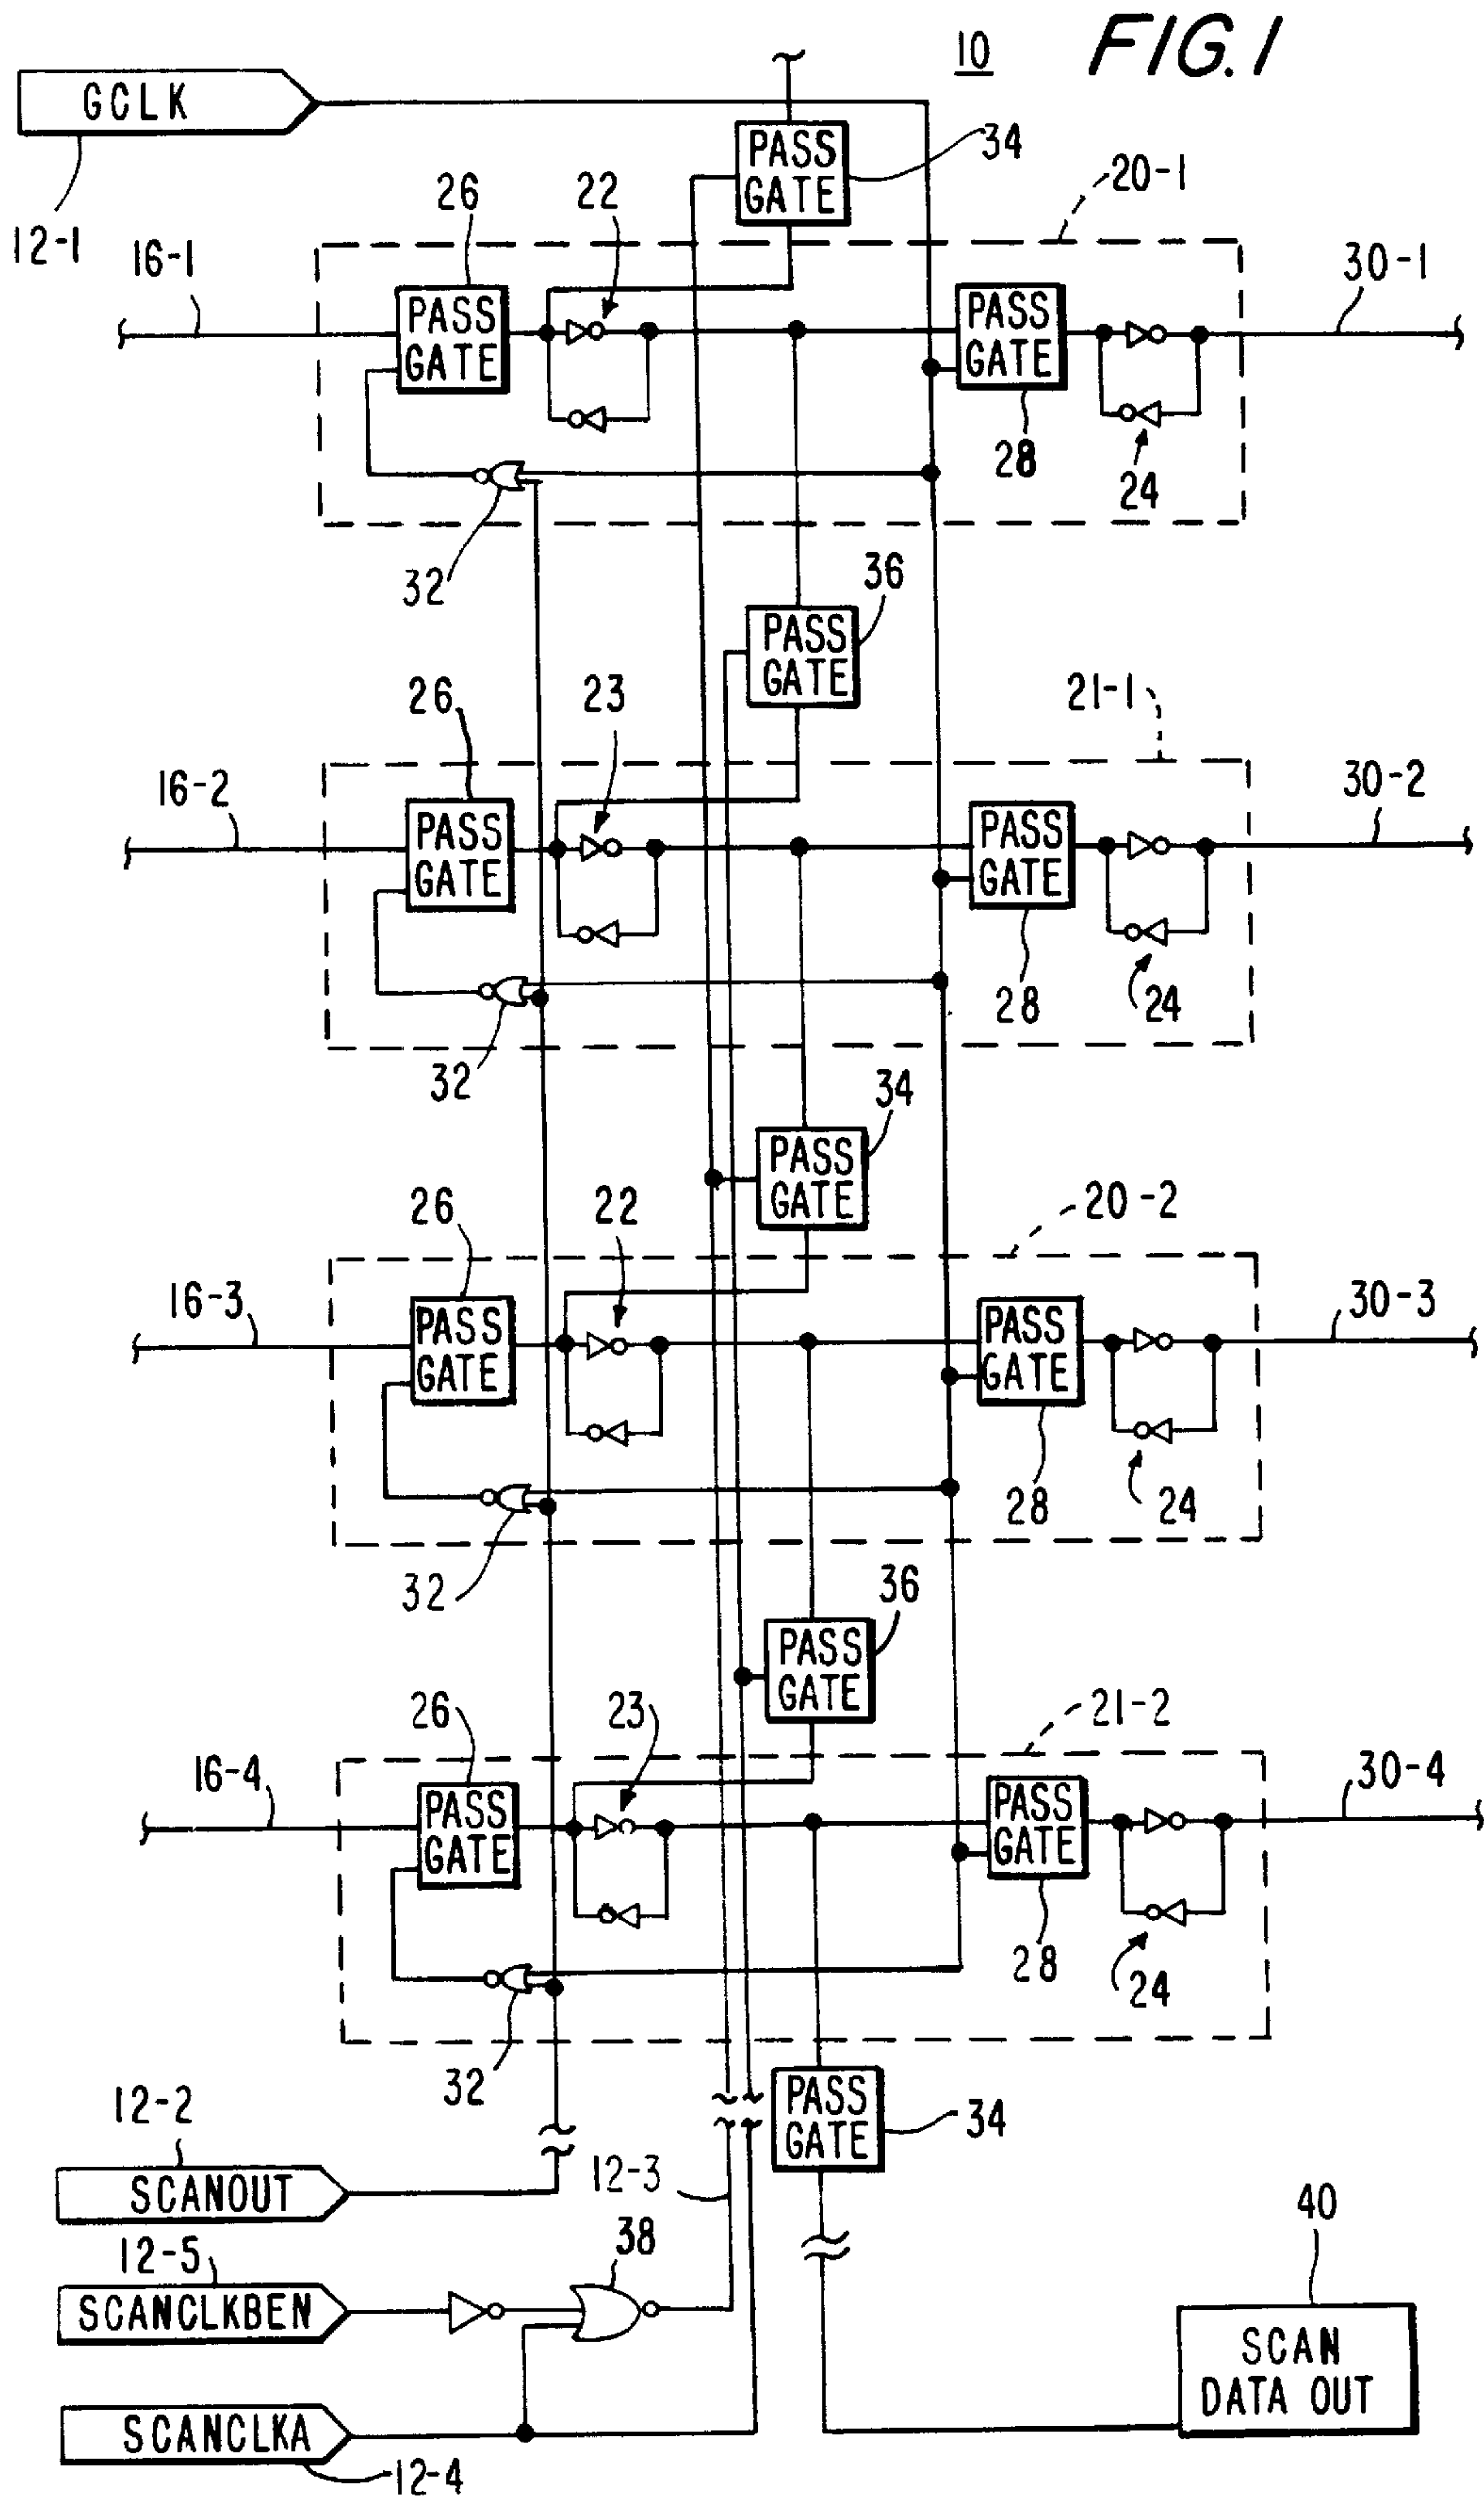 FIG.1
10
GCLK
12-1
PASS
GATE
34
20-1
26
22
16-1
30-1
PASS
GATE
PASS
GATE
28
24
32
36
PASS
GATE
21-1
26
23
16-2
30-2
PASS
GATE
PASS
GATE
28
24
32
34
PASS
GATE
20-2
26
22
16-3
30-3
PASS
GATE
PASS
GATE
28
24
32
36
PASS
GATE
21-2
26
23
16-4
30-4
PASS
GATE
PASS
GATE
28
24
32
PASS
GATE
34
12-2
SCANOUT
12-3
12-5
38
40
SCANCLKBEN
SCAN
DATA OUT
SCANCLKA
12-4